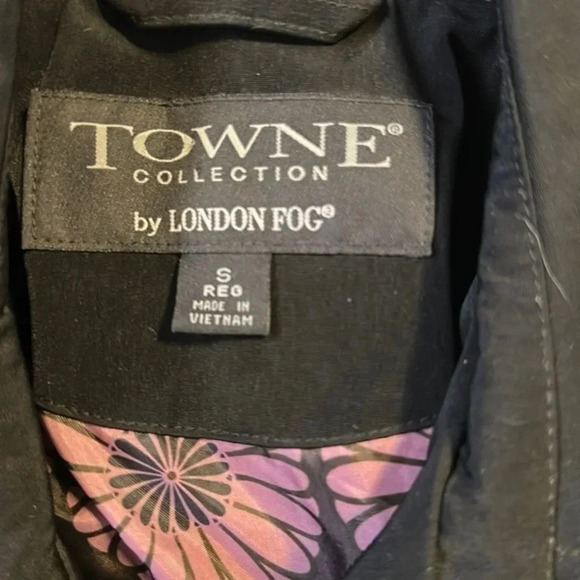 TOWNE®
COLLECTION
by LONDON FOG®
S
REG
MADE IN
VIETNAM